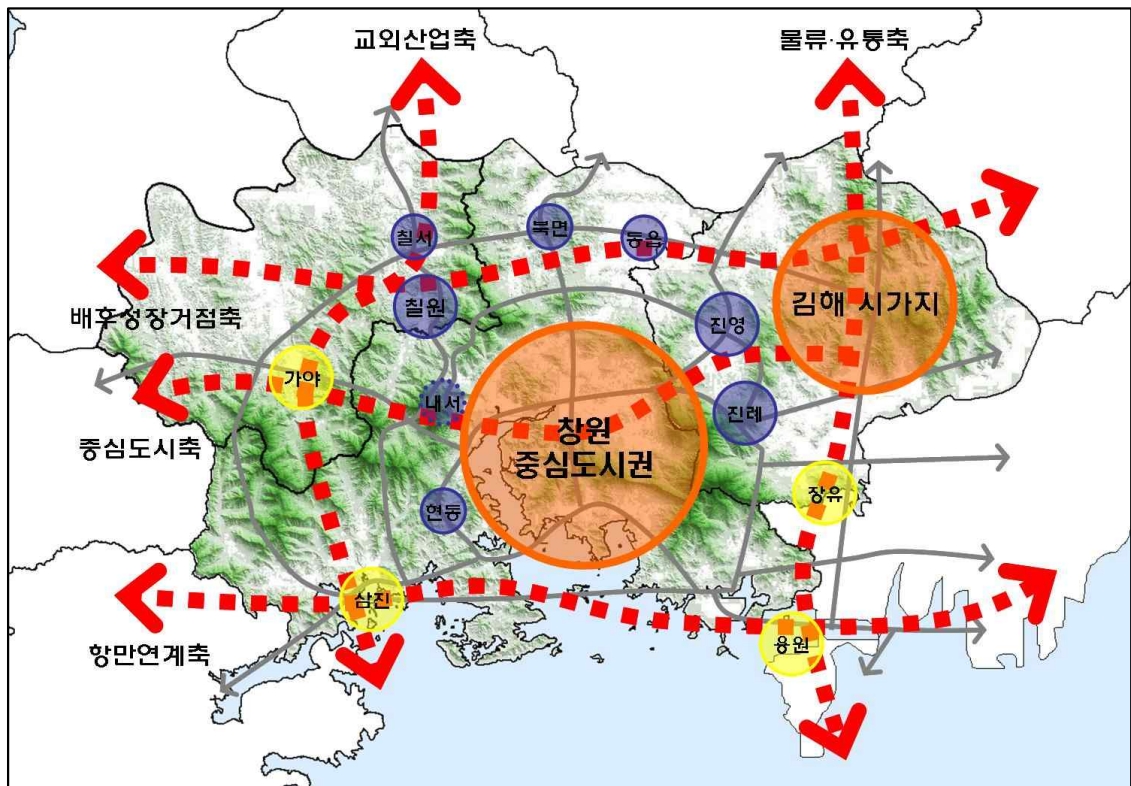 교외산업축
물류·유통축
칠서
북면
동읍
칠원
김해 시가지
배후성장거점축
진영
가야
내서
진례
창원
중심도시권
중심도시축
장유
현동
삼진
용원
항만연계축